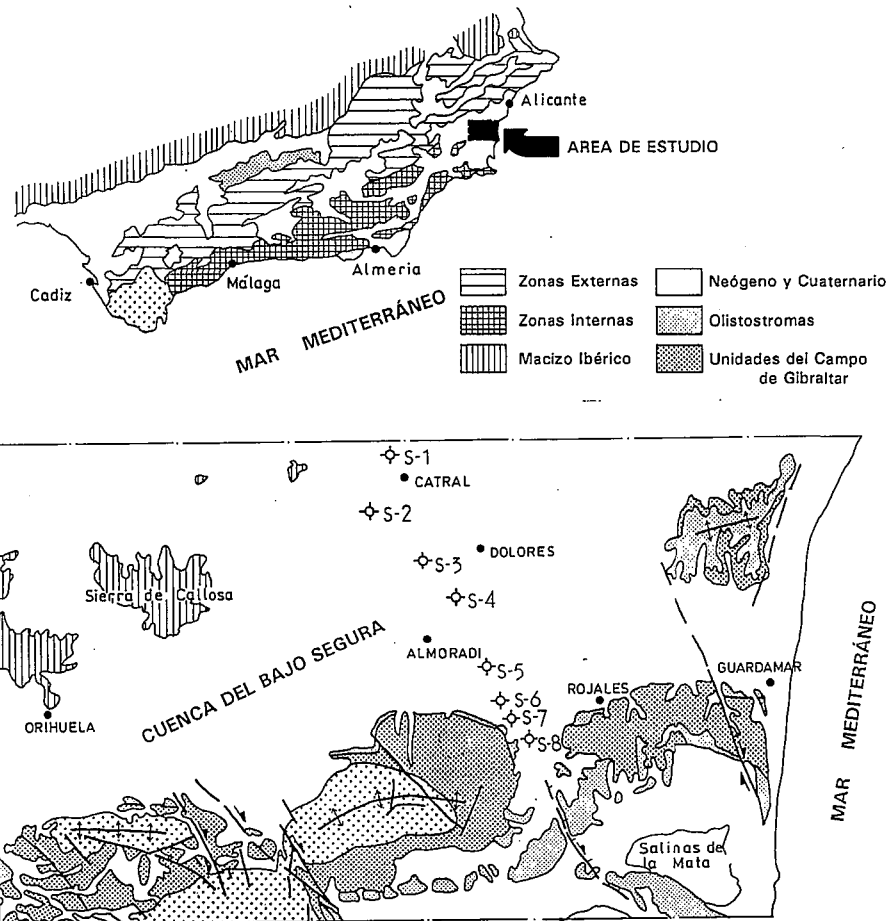 Alicante
AREA DE ESTUDIO
Almeria
Málaga
Cadiz
MAR MEDITERRÁNEO
Zonas Externas
Neógeno y Cuaternario
Zonas Internas
Olistostromas
Macizo Ibérico
Unidades del Campo
de Gibraltar
S-1
CATRAL
S-2
DOLORES
S-3
Sierra de Callosa
S-4
ALMORADI
CUENCA DEL BAJO SEGURA
S-5
GUARDAMAR
ROJALES
S-6
S-7
ORIHUELA
S-8
MAR MEDITERRÁNEO
Salinas de
la Mata